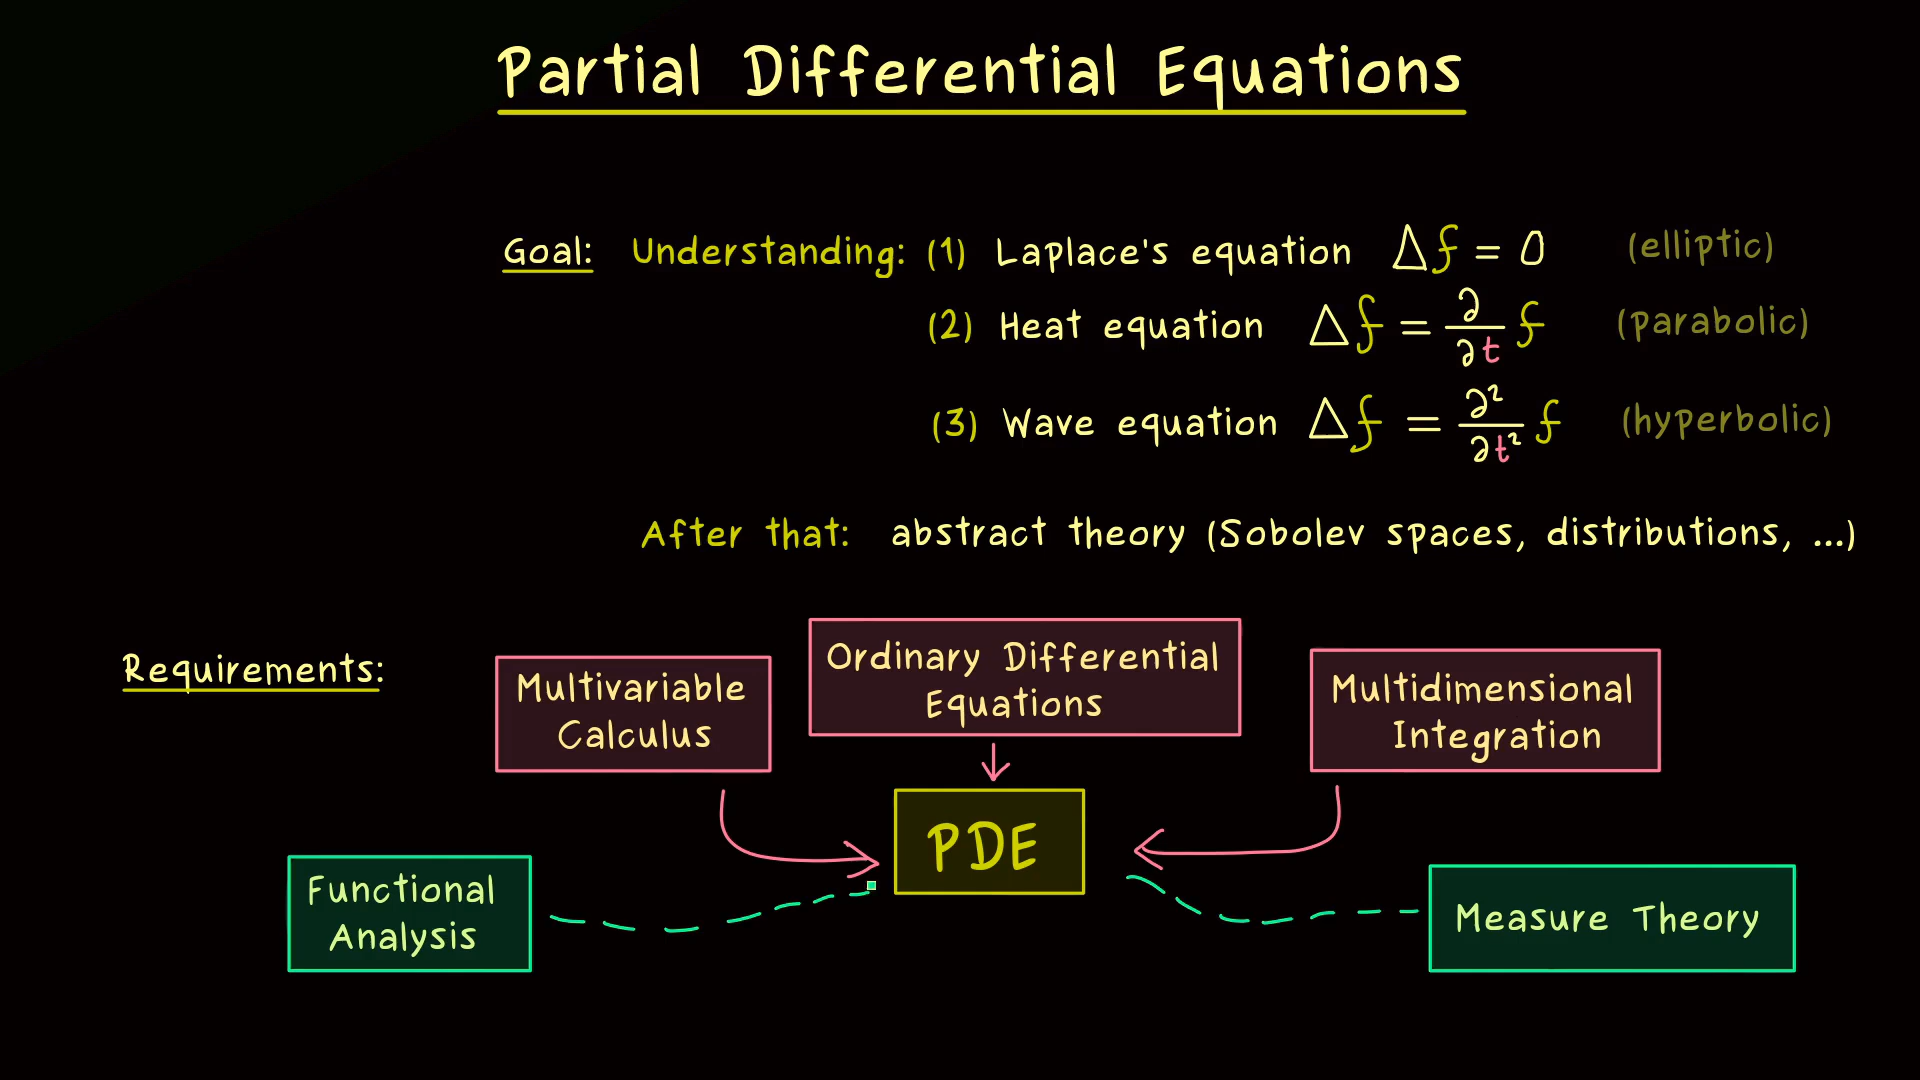 Partial Differential Equations
Goal: Understanding: (1) Laplace's equation Δf = 0 (elliptic)
(2) Heat equation Δf = ∂/∂t f (parabolic)
(3) Wave equation Δf = ∂²/∂t² f (hyperbolic)
After that: abstract theory (Sobolev spaces, distributions, ...)
Requirements:
Multivariable
Calculus
Ordinary Differential
Equations
Multidimensional
Integration
PDE
Functional
Analysis
Measure Theory